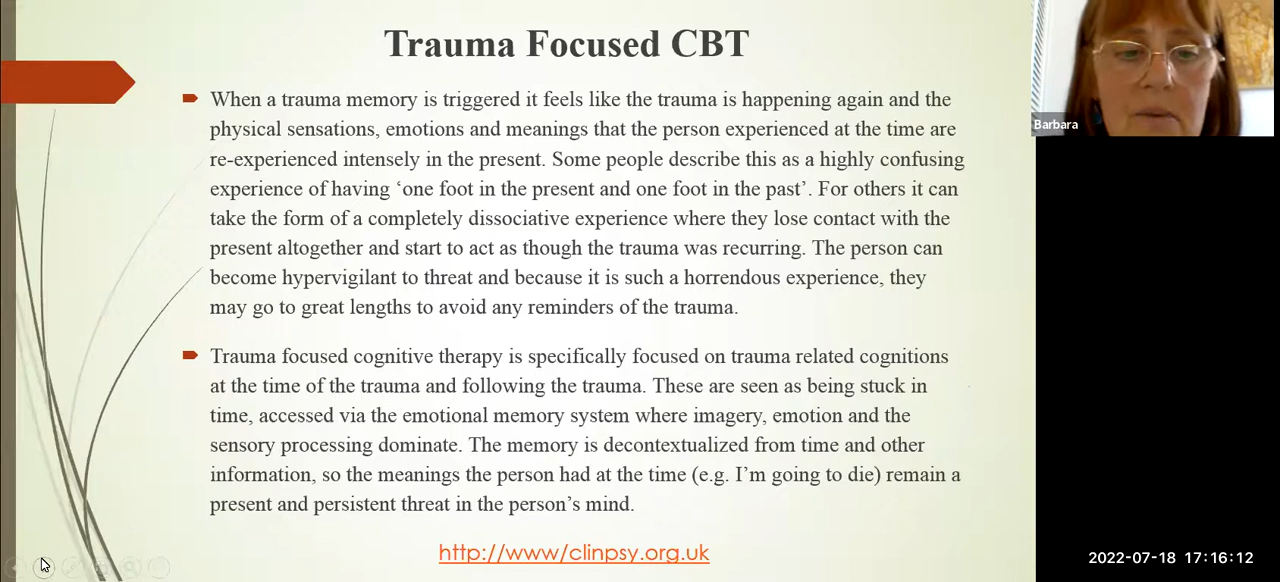 Trauma Focused CBT
When a trauma memory is triggered it feels like the trauma is happening again and the
physical sensations, emotions and meanings that the person experienced at the time are
re-experienced intensely in the present. Some people describe this as a highly confusing
experience of having ‘one foot in the present and one foot in the past’. For others it can
take the form of a completely dissociative experience where they lose contact with the
present altogether and start to act as though the trauma was recurring. The person can
become hypervigilant to threat and because it is such a horrendous experience, they
may go to great lengths to avoid any reminders of the trauma.
Trauma focused cognitive therapy is specifically focused on trauma related cognitions
at the time of the trauma and following the trauma. These are seen as being stuck in
time, accessed via the emotional memory system where imagery, emotion and the
sensory processing dominate. The memory is decontextualized from time and other
information, so the meanings the person had at the time (e.g. I’m going to die) remain a
present and persistent threat in the person’s mind.
http://www/clinpsy.org.uk
Barbara
2022-07-18 17:16:12